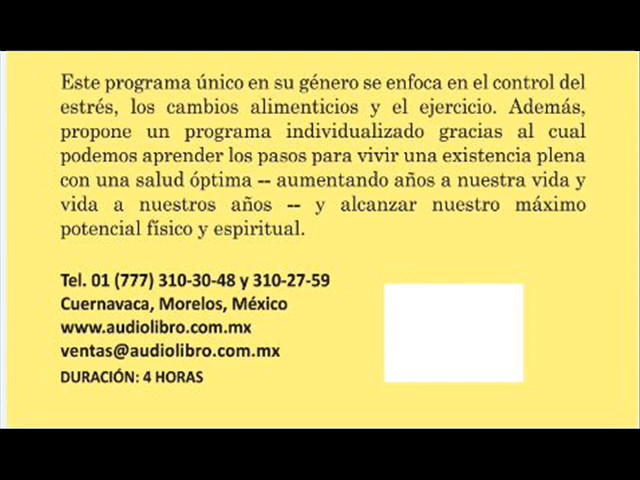 Este programa único en su género se enfoca en el control del
estrés, los cambios alimenticios y el ejercicio. Además,
propone un programa individualizado gracias al cual
podemos aprender los pasos para vivir una existencia plena
con una salud óptima -- aumentando años a nuestra vida y
vida a nuestros años -- y alcanzar nuestro máximo
potencial físico y espiritual.
Tel. 01 (777) 310-30-48 y 310-27-59
Cuernavaca, Morelos, México
www.audiolibro.com.mx
ventas@audiolibro.com.mx
DURACIÓN: 4 HORAS